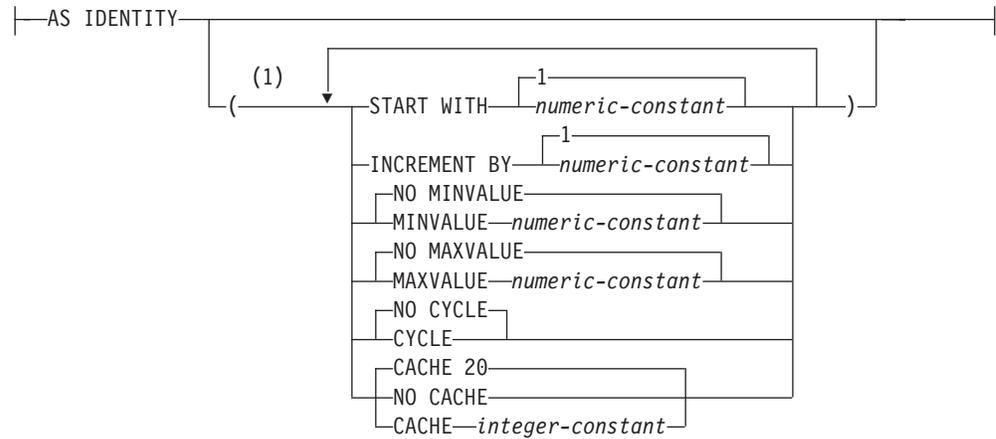 AS IDENTITY
(1)
1
( START WITH numeric-constant )
1
INCREMENT BY numeric-constant
NO MINVALUE
MINVALUE numeric-constant
NO MAXVALUE
MAXVALUE numeric-constant
NO CYCLE
CYCLE
CACHE 20
NO CACHE
CACHE integer-constant